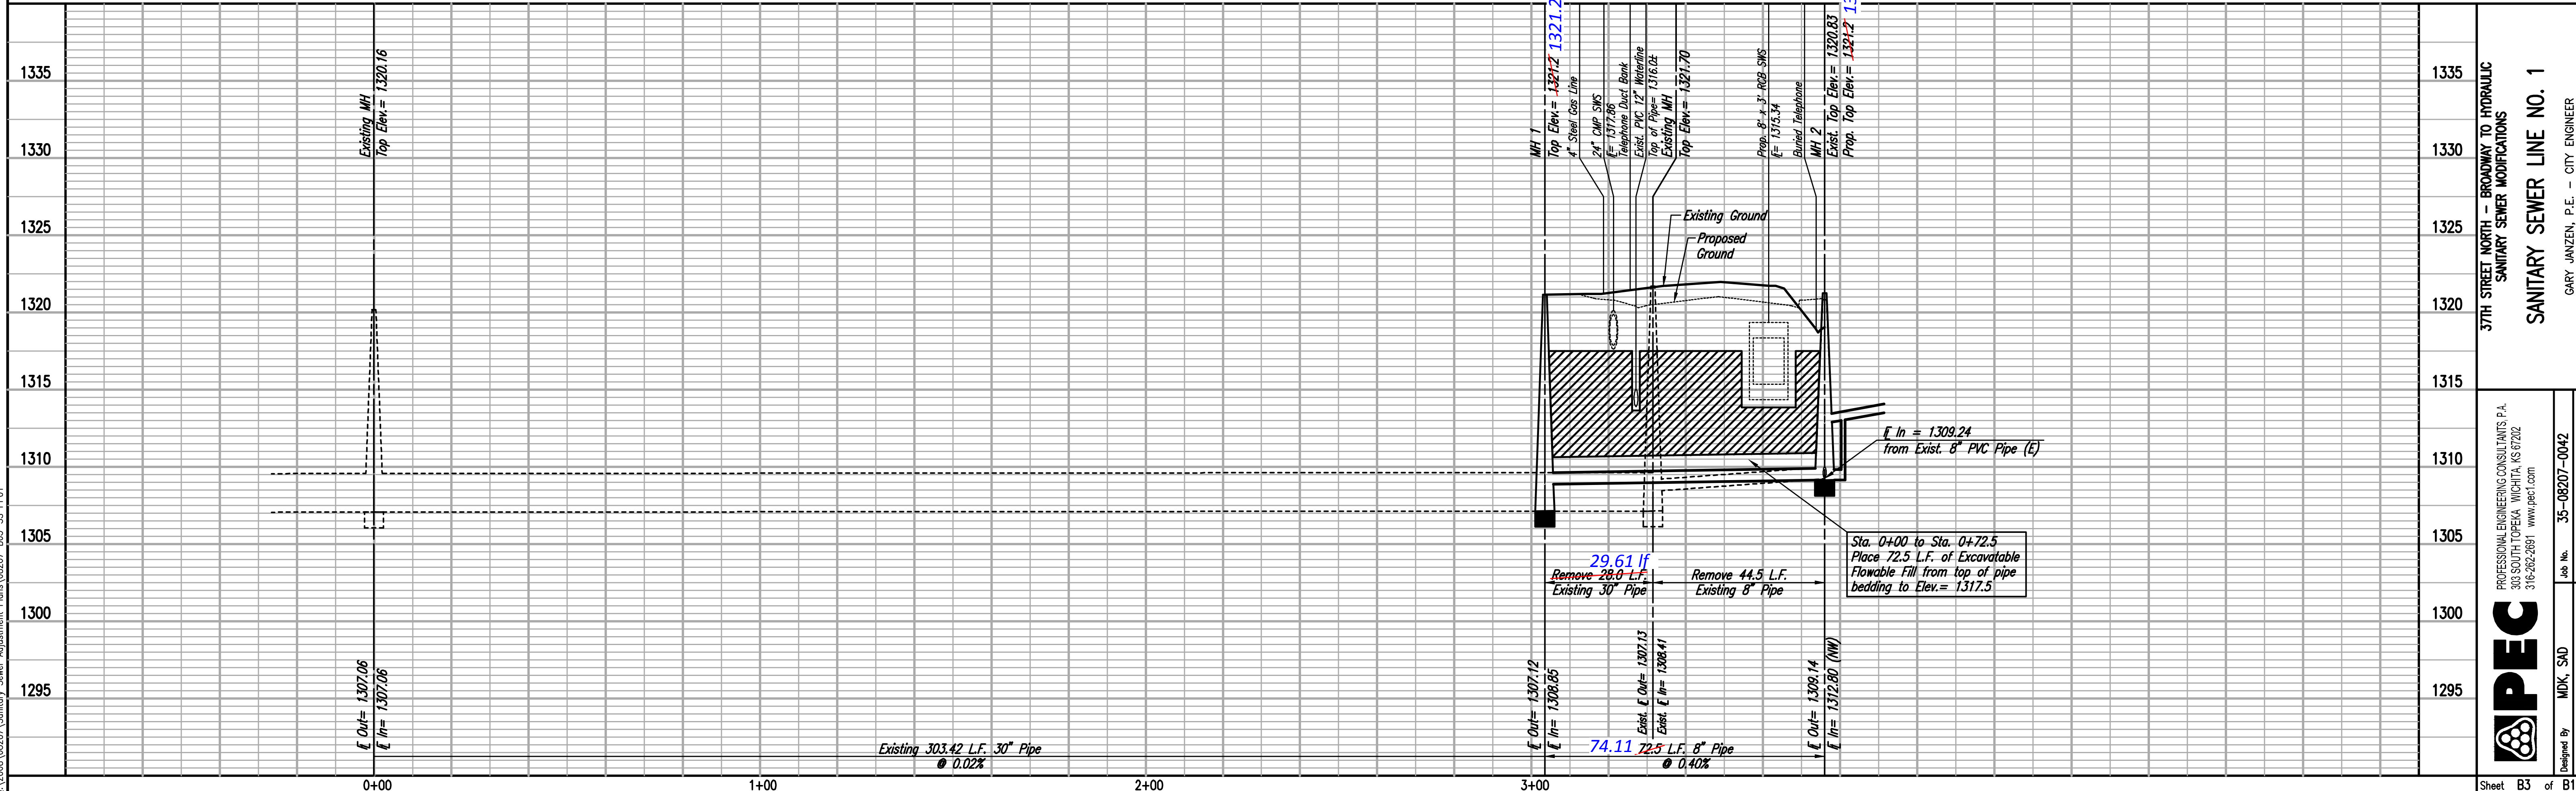 1335
1330
1325
1320
1315
1310
1305
1300
1295
Existing MH
Top Elev.= 1320.16
MH 1
Top Elev.= 1321.2
1321.2
4" Steel Gas Line
24" CMP SWS
℄= 1317.86
Telephone Duct Bank
Exist. PVC 12" Waterline
Top of Pipe= 1316.0±
Existing MH
Top Elev.= 1321.70
Prop. 8' x 3' RCB SWS
℄= 1315.34
Buried Telephone
MH 2
Exist. Top Elev.= 1320.83
Prop. Top Elev.= 1321.2
Existing Ground
Proposed
Ground
℄ In = 1309.24
from Exist. 8" PVC Pipe (E)
Sta. 0+00 to Sta. 0+72.5
Place 72.5 L.F. of Excavatable
Flowable Fill from top of pipe
bedding to Elev.= 1317.5
29.61 lf
Remove 28.0 L.F.
Existing 30" Pipe
Remove 44.5 L.F.
Existing 8" Pipe
℄ Out= 1307.06
℄ In= 1307.06
℄ Out= 1307.12
℄ In= 1308.85
Exist. ℄ Out= 1307.13
Exist. ℄ In= 1308.41
℄ Out= 1309.14
℄ In= 1312.80 (NW)
Existing 303.42 L.F. 30" Pipe
@ 0.02%
74.11 72.5 L.F. 8" Pipe
@ 0.40%
0+00
1+00
2+00
3+00
1335
1330
1325
1320
1315
1310
1305
1300
1295
37TH STREET NORTH - BROADWAY TO HYDRAULIC
SANITARY SEWER MODIFICATIONS
SANITARY SEWER LINE NO. 1
GARY JANZEN, P.E. - CITY ENGINEER
PEC
PROFESSIONAL ENGINEERING CONSULTANTS, P.A.
303 SOUTH TOPEKA WICHITA, KS 67202
316-262-2691 www.pec1.com
Job No. 35-08207-0042
Designed By MDK, SAD
Sheet B3 of B1